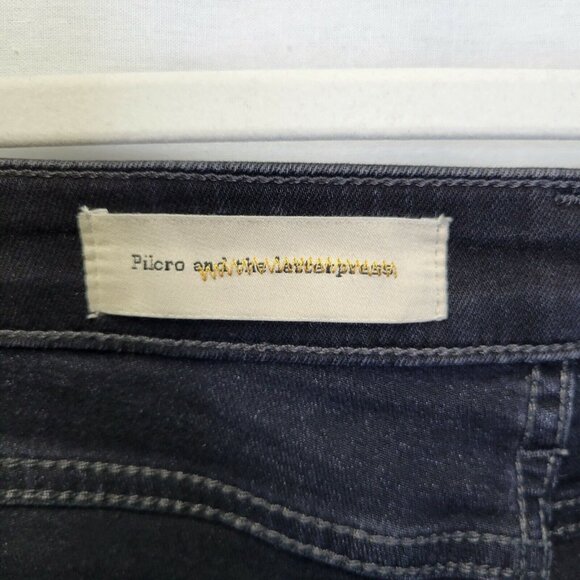 Pilcro and the letterpress